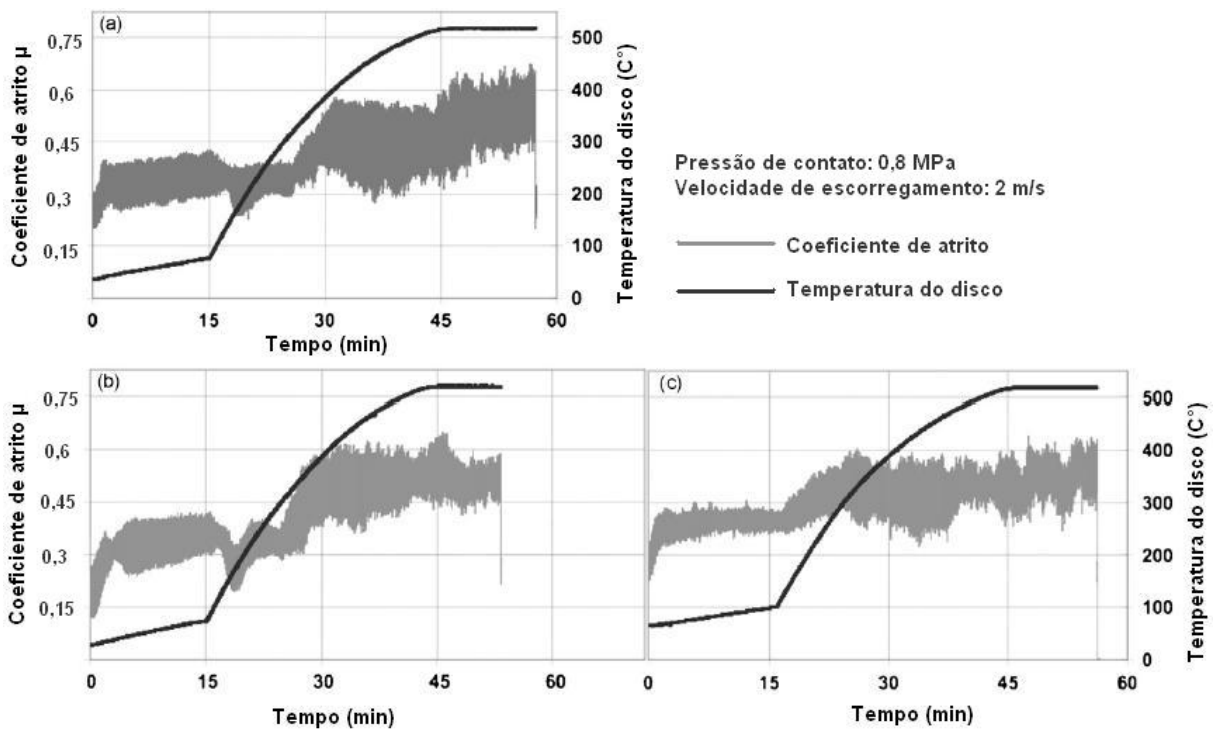 (a)
Coeficiente de atrito µ
0,75
0,6
0,45
0,3
0,15
500
400
300
200
100
0
Temperatura do disco (C°)
0 15 30 45 60
Tempo (min)
Pressão de contato: 0,8 MPa
Velocidade de escorregamento: 2 m/s
Coeficiente de atrito
Temperatura do disco
(b)
Coeficiente de atrito µ
0,75
0,6
0,45
0,3
0,15
0 15 30 45 60
Tempo (min)
(c)
500
400
300
200
100
0
Temperatura do disco (C°)
0 15 30 45 60
Tempo (min)